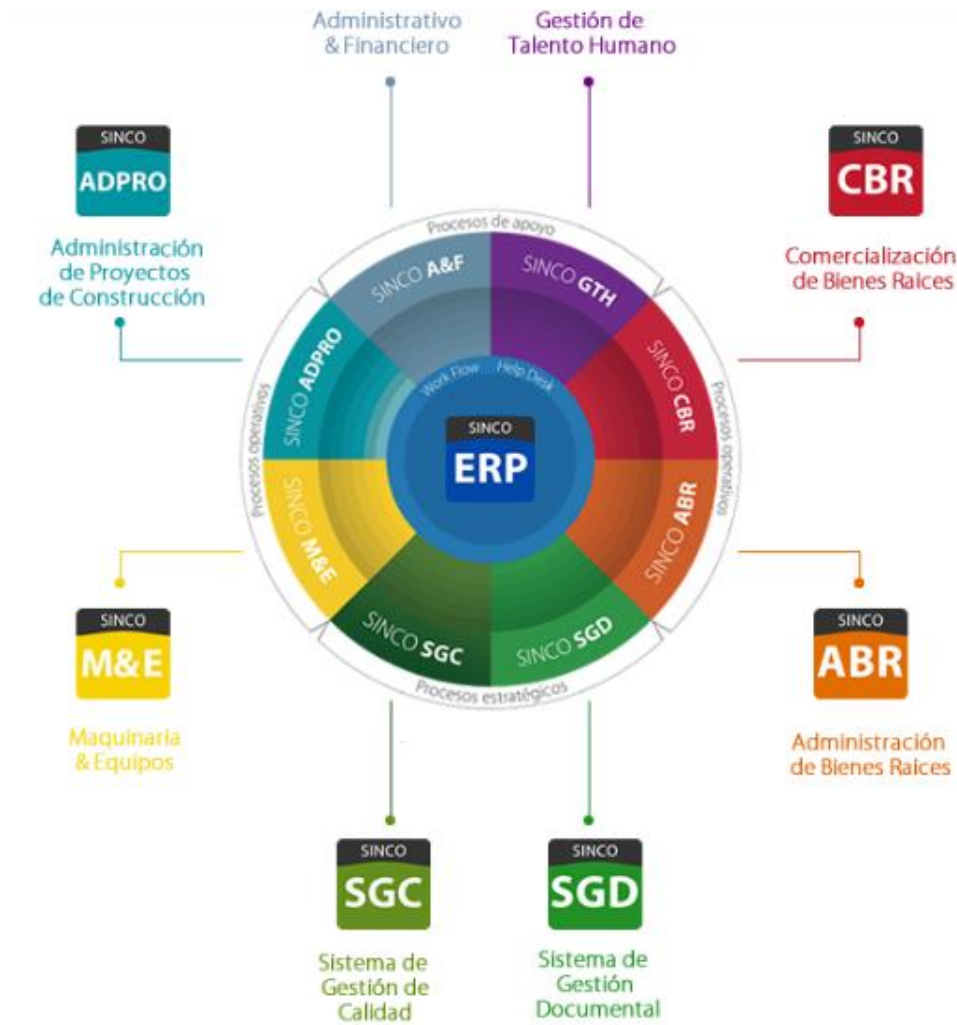 Administrativo
& Financiero
Gestión de
Talento Humano
SINCO
ADPRO
Administración
de Proyectos
de Construcción
SINCO
CBR
Comercialización
de Bienes Raices
Procesos de apoyo
SINCO A&F
SINCO GTH
SINCO ADPRO
SINCO CBR
Procesos operativos
Procesos operativos
Work Flow
Help Desk
SINCO
ERP
SINCO M&E
SINCO ABR
SINCO SGC
SINCO SGD
Procesos estratégicos
SINCO
M&E
Maquinaria
& Equipos
SINCO
ABR
Administración
de Bienes Raices
SINCO
SGC
Sistema de
Gestión de
Calidad
SINCO
SGD
Sistema de
Gestión
Documental